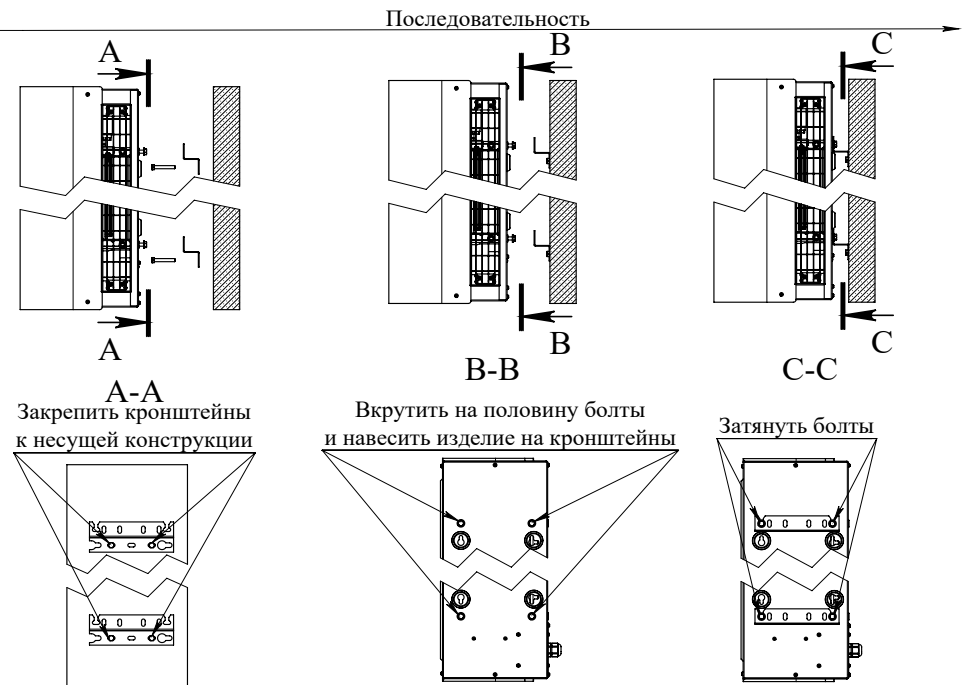 Последовательность
A
B
C
A
B
C
A-A
B-B
C-C
Закрепить кронштейны
к несущей конструкции
Вкрутить на половину болты
и навесить изделие на кронштейны
Затянуть болты